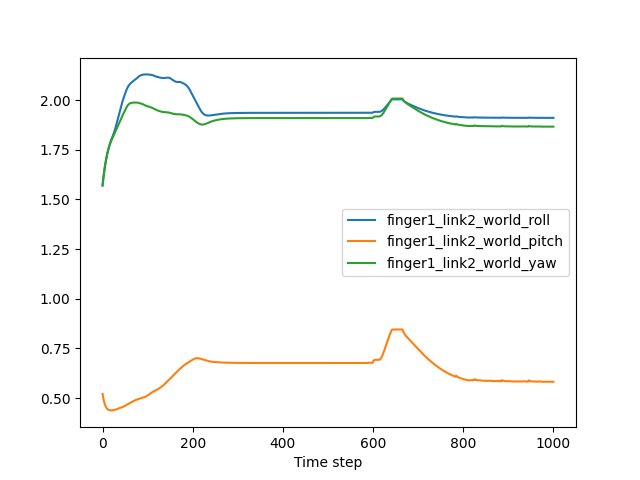 2.00
1.75
1.50
1.25
1.00
0.75
0.50
finger1_link2_world_roll
finger1_link2_world_pitch
finger1_link2_world_yaw
0 200 400 600 800 1000
Time step